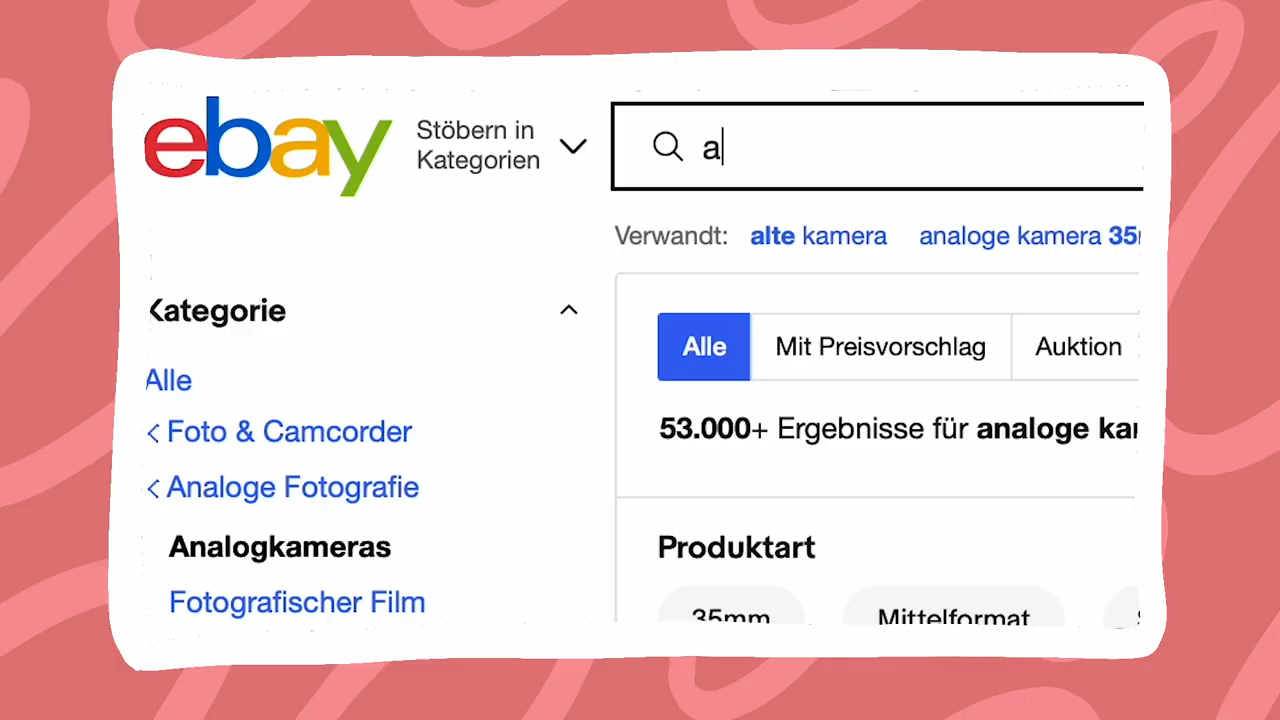 ebay
Stöbern in
Kategorien
a
Verwandt: alte kamera analoge kamera
Kategorie
Alle
Foto & Camcorder
Analoge Fotografie
Analogkameras
Fotografischer Film
Alle Mit Preisvorschlag Auktion
53.000+ Ergebnisse für analoge
Produktart
35mm Mittelformat